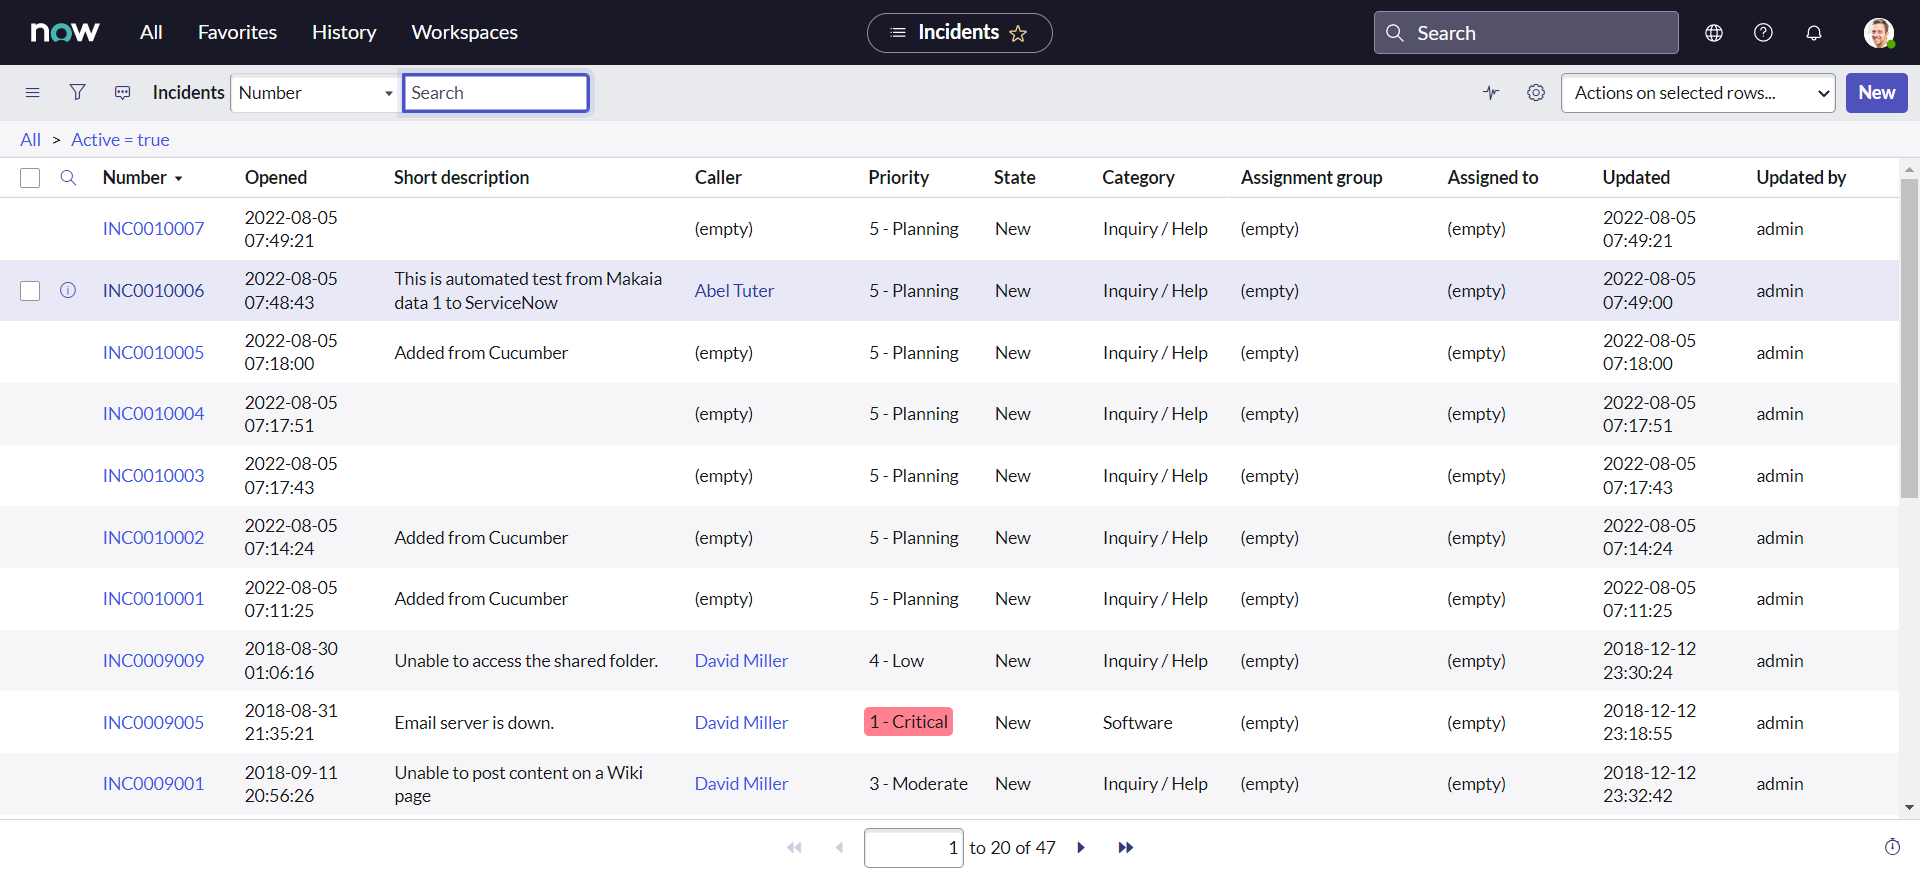 now All Favorites History Workspaces Incidents Search
Incidents Number Search Actions on selected rows... New
All > Active = true
Number Opened Short description Caller Priority State Category Assignment group Assigned to Updated Updated by
INC0010007 2022-08-05 07:49:21 (empty) 5 - Planning New Inquiry / Help (empty) (empty) 2022-08-05 07:49:21 admin
INC0010006 2022-08-05 07:48:43 This is automated test from Makaia data 1 to ServiceNow Abel Tuter 5 - Planning New Inquiry / Help (empty) (empty) 2022-08-05 07:49:00 admin
INC0010005 2022-08-05 07:18:00 Added from Cucumber (empty) 5 - Planning New Inquiry / Help (empty) (empty) 2022-08-05 07:18:00 admin
INC0010004 2022-08-05 07:17:51 (empty) 5 - Planning New Inquiry / Help (empty) (empty) 2022-08-05 07:17:51 admin
INC0010003 2022-08-05 07:17:43 (empty) 5 - Planning New Inquiry / Help (empty) (empty) 2022-08-05 07:17:43 admin
INC0010002 2022-08-05 07:14:24 Added from Cucumber (empty) 5 - Planning New Inquiry / Help (empty) (empty) 2022-08-05 07:14:24 admin
INC0010001 2022-08-05 07:11:25 Added from Cucumber (empty) 5 - Planning New Inquiry / Help (empty) (empty) 2022-08-05 07:11:25 admin
INC0009009 2018-08-30 01:06:16 Unable to access the shared folder. David Miller 4 - Low New Inquiry / Help (empty) (empty) 2018-12-12 23:30:24 admin
INC0009005 2018-08-31 21:35:21 Email server is down. David Miller 1 - Critical New Software (empty) (empty) 2018-12-12 23:18:55 admin
INC0009001 2018-09-11 20:56:26 Unable to post content on a Wiki page David Miller 3 - Moderate New Inquiry / Help (empty) (empty) 2018-12-12 23:32:42 admin
1 to 20 of 47